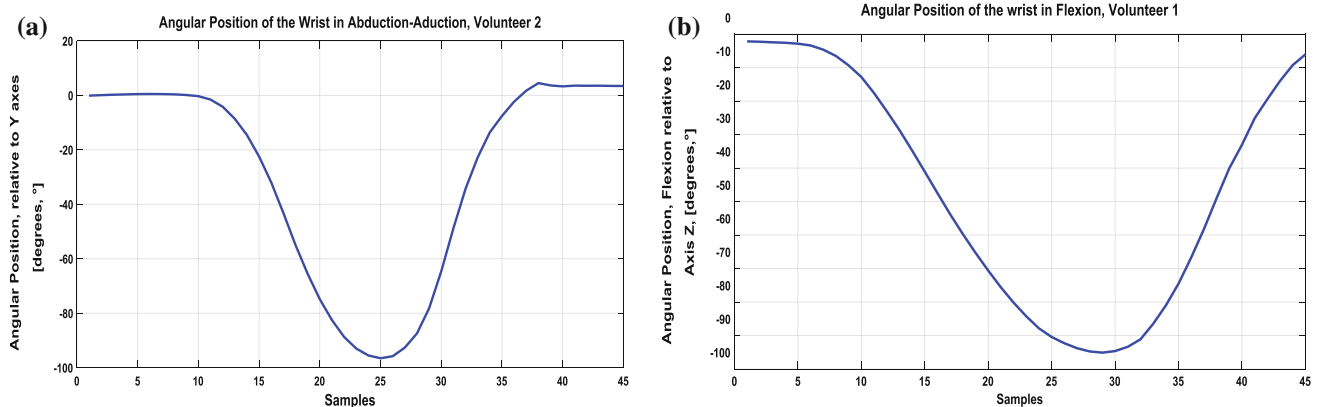 (a)
Angular Position of the Wrist in Abduction-Aduction, Volunteer 2
Angular Position, relative to Y axes
[degrees, °]
20
0
-20
-40
-60
-80
-100
0 5 10 15 20 25 30 35 40 45
Samples
(b)
Angular Position of the wrist in Flexion, Volunteer 1
Angular Position, Flexion relative to
Axis Z, [degrees,°]
0
-10
-20
-30
-40
-50
-60
-70
-80
-90
-100
0 5 10 15 20 25 30 35 40 45
Samples